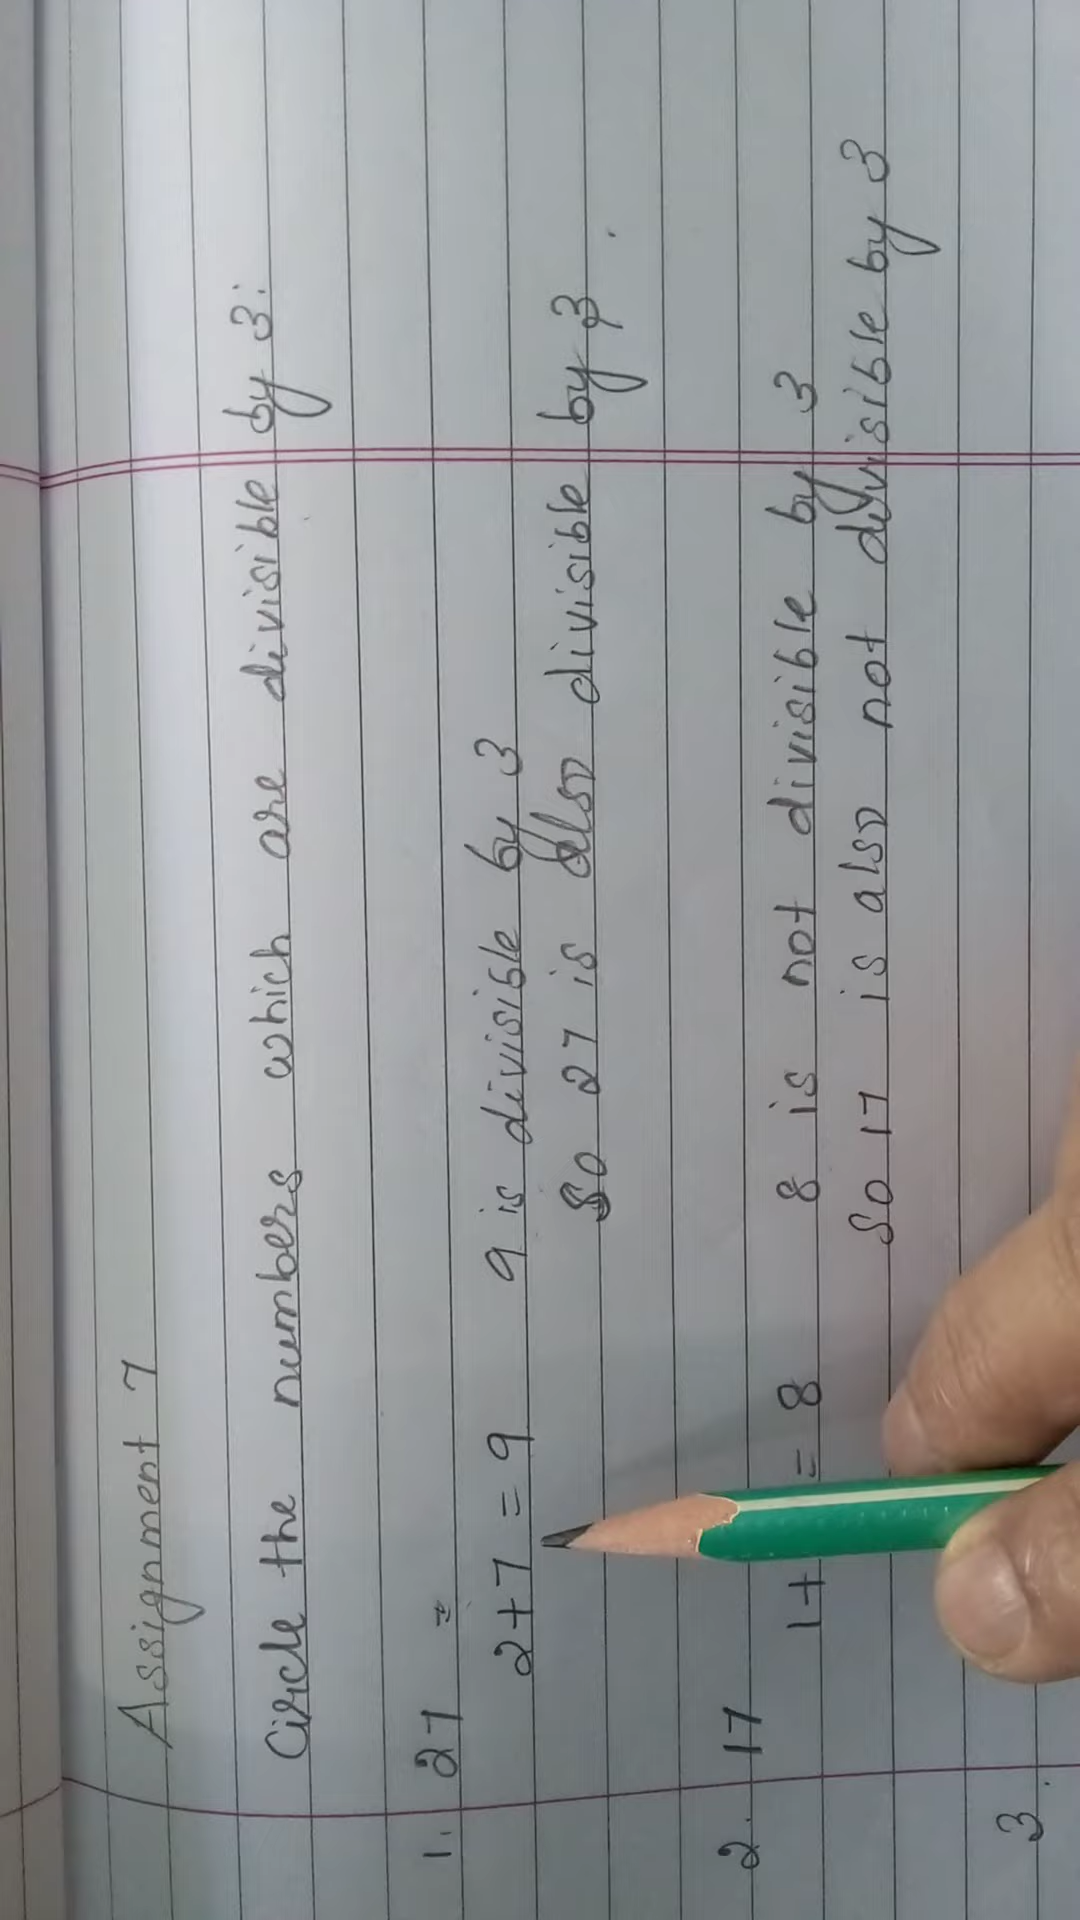 Assignment 7
Circle the numbers which are divisible by 3:
1. 27 =
2+7=9 9 is divisible by 3
So 27 is also divisible by 3.
2. 17
1+ = 8 8 is not divisible by 3
So 17 is also not divisible by 3
3.